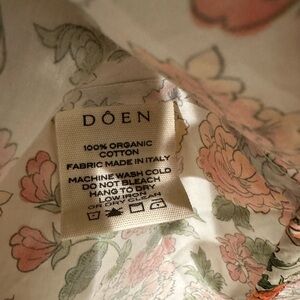 DÔEN
100% ORGANIC
COTTON
FABRIC MADE IN ITALY
MACHINE WASH COLD
DO NOT BLEACH
HANG TO DRY
LOW IRON
OR DRY CLEAN